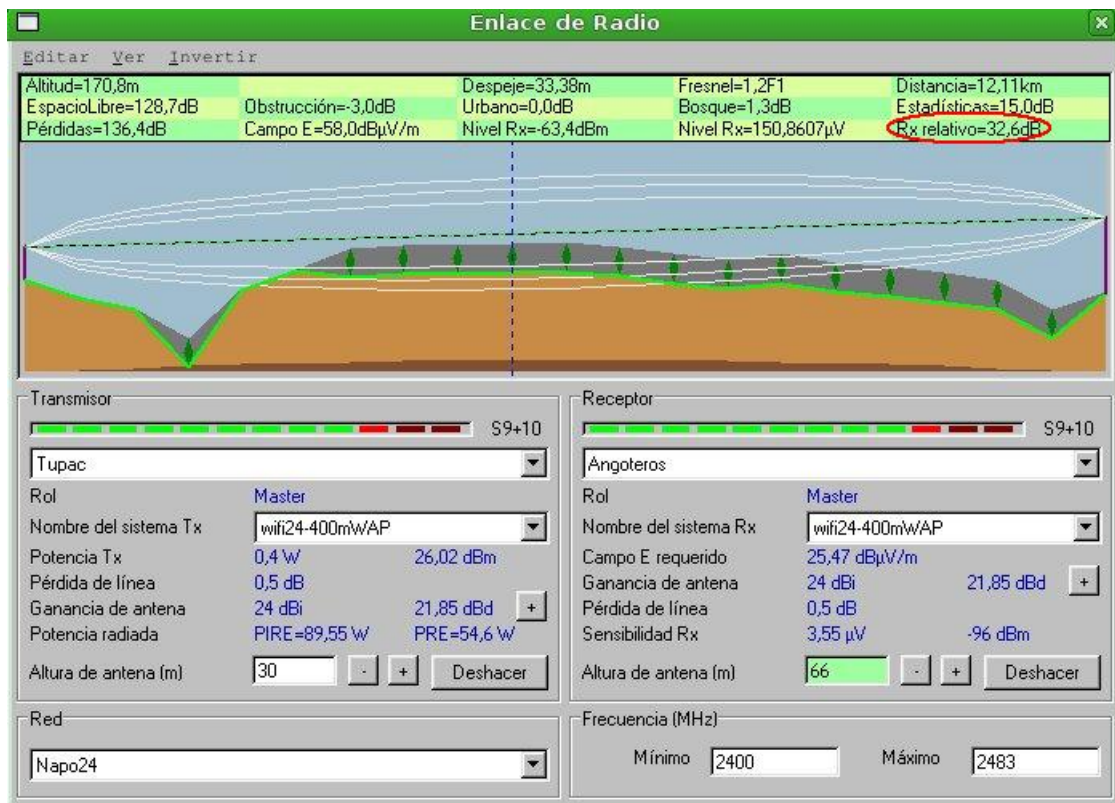 Enlace de Radio
Editar Ver Invertir
Altitud=170,8m Despeje=33,38m Fresnel=1,2F1 Distancia=12,11km
EspacioLibre=128,7dB Obstrucción=-3,0dB Urbano=0,0dB Bosque=1,3dB Estadísticas=15,0dB
Pérdidas=136,4dB Campo E=58,0dBµV/m Nivel Rx=-63,4dBm Nivel Rx=150,8607µV Rx relativo=32,6dB
Transmisor
S9+10
Tupac
Rol Master
Nombre del sistema Tx wifi24-400mWAP
Potencia Tx 0,4 W 26,02 dBm
Pérdida de línea 0,5 dB
Ganancia de antena 24 dBi 21,85 dBd +
Potencia radiada PIRE=89,55 W PRE=54,6 W
Altura de antena (m) 30 - + Deshacer
Red
Napo24
Receptor
S9+10
Angoteros
Rol Master
Nombre del sistema Rx wifi24-400mWAP
Campo E requerido 25,47 dBµV/m
Ganancia de antena 24 dBi 21,85 dBd +
Pérdida de línea 0,5 dB
Sensibilidad Rx 3,55 µV -96 dBm
Altura de antena (m) 66 - + Deshacer
Frecuencia (MHz)
Mínimo 2400 Máximo 2483